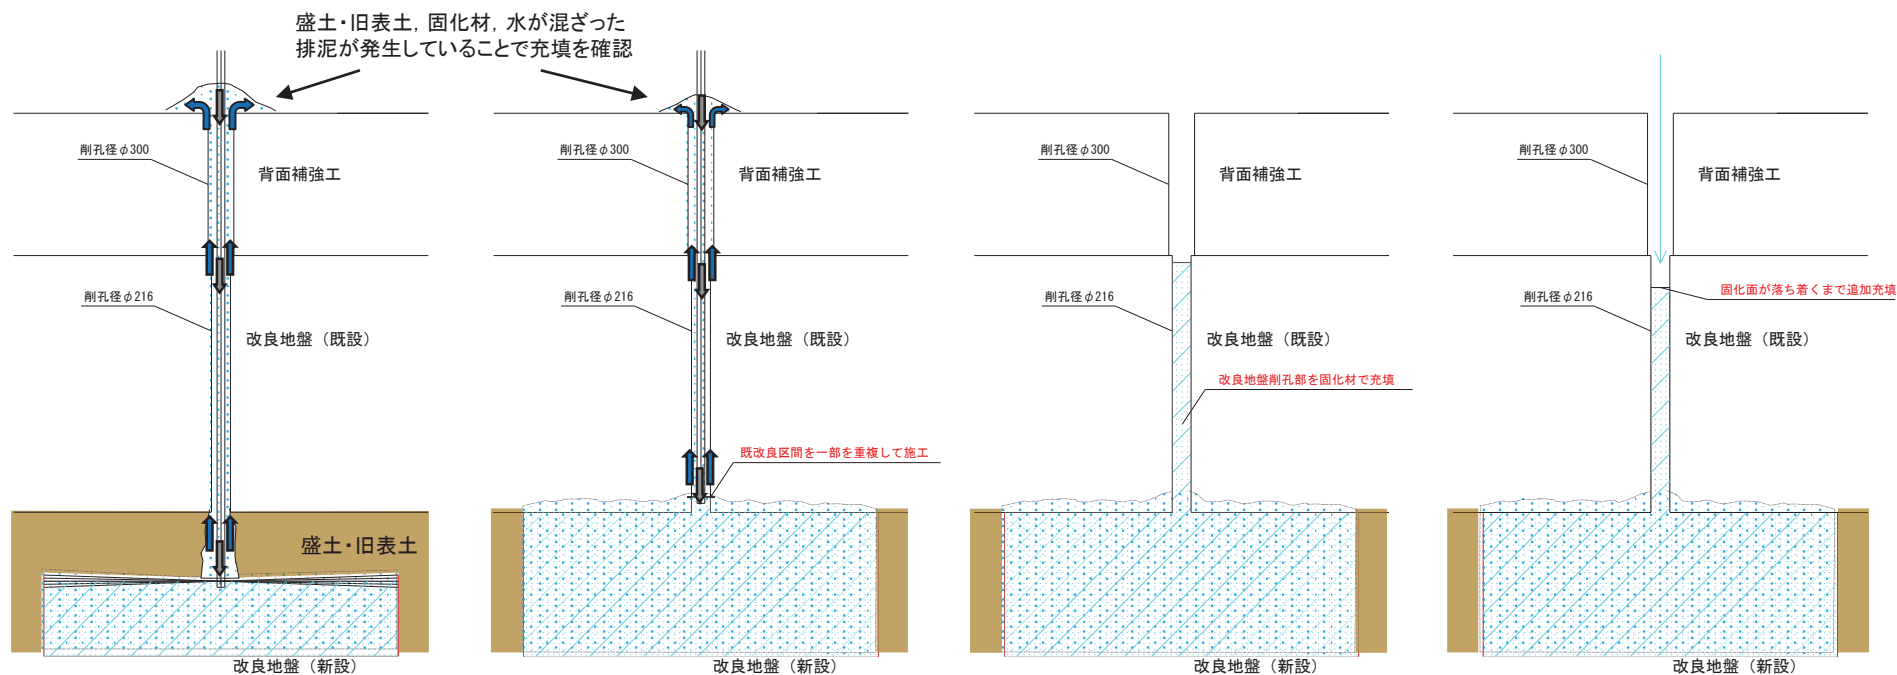 盛土・旧表土，固化材，水が混ざった
排泥が発生していることで充填を確認
削孔径φ300
背面補強工
削孔径φ216
改良地盤（既設）
盛土・旧表土
改良地盤（新設）
削孔径φ300
背面補強工
削孔径φ216
改良地盤（既設）
既改良区間を一部を重複して施工
改良地盤（新設）
削孔径φ300
背面補強工
削孔径φ216
改良地盤（既設）
改良地盤削孔部を固化材で充填
改良地盤（新設）
削孔径φ300
背面補強工
固化面が落ち着くまで追加充填
削孔径φ216
改良地盤（既設）
改良地盤（新設）